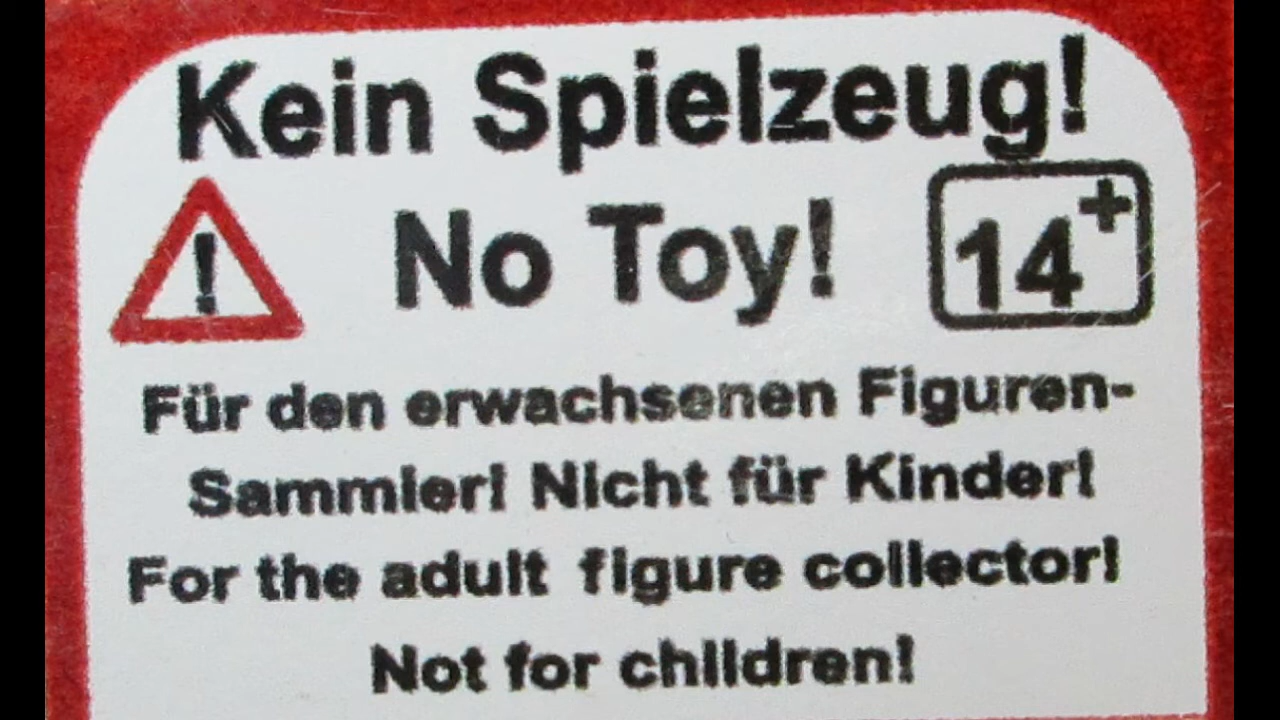 Kein Spielzeug!
! No Toy! 14+
Für den erwachsenen Figuren-
Sammler! Nicht für Kinder!
For the adult figure collector!
Not for children!